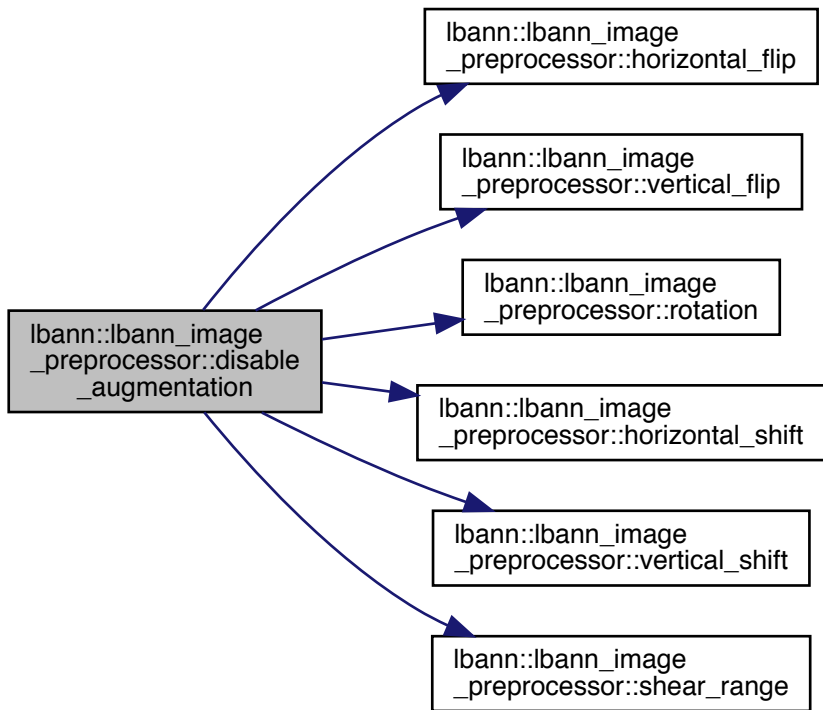 lbann::lbann_image
_preprocessor::horizontal_flip
lbann::lbann_image
_preprocessor::vertical_flip
lbann::lbann_image
_preprocessor::rotation
lbann::lbann_image
_preprocessor::disable
_augmentation
lbann::lbann_image
_preprocessor::horizontal_shift
lbann::lbann_image
_preprocessor::vertical_shift
lbann::lbann_image
_preprocessor::shear_range